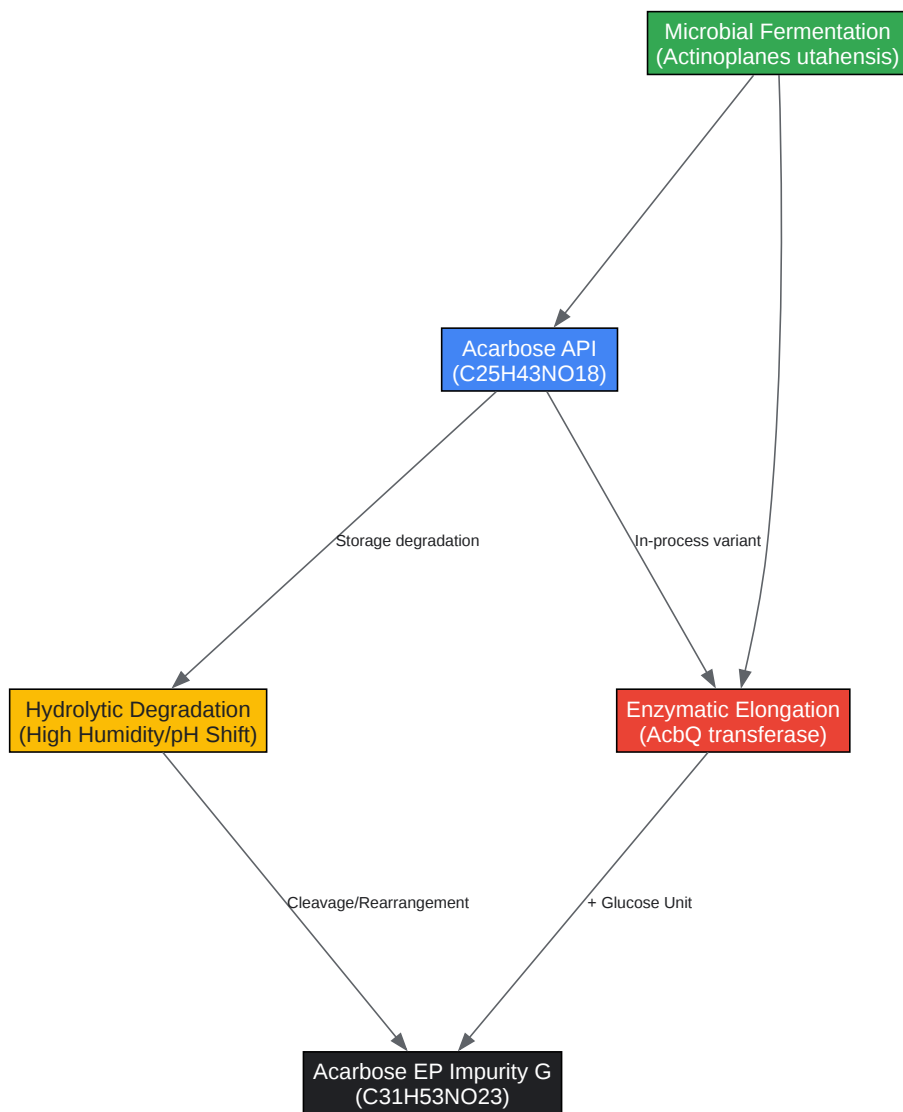 Microbial Fermentation
(Actinoplanes utahensis)
Acarbose API
(C25H43NO18)
Storage degradation
In-process variant
Hydrolytic Degradation
(High Humidity/pH Shift)
Enzymatic Elongation
(AcbQ transferase)
Cleavage/Rearrangement
+ Glucose Unit
Acarbose EP Impurity G
(C31H53NO23)